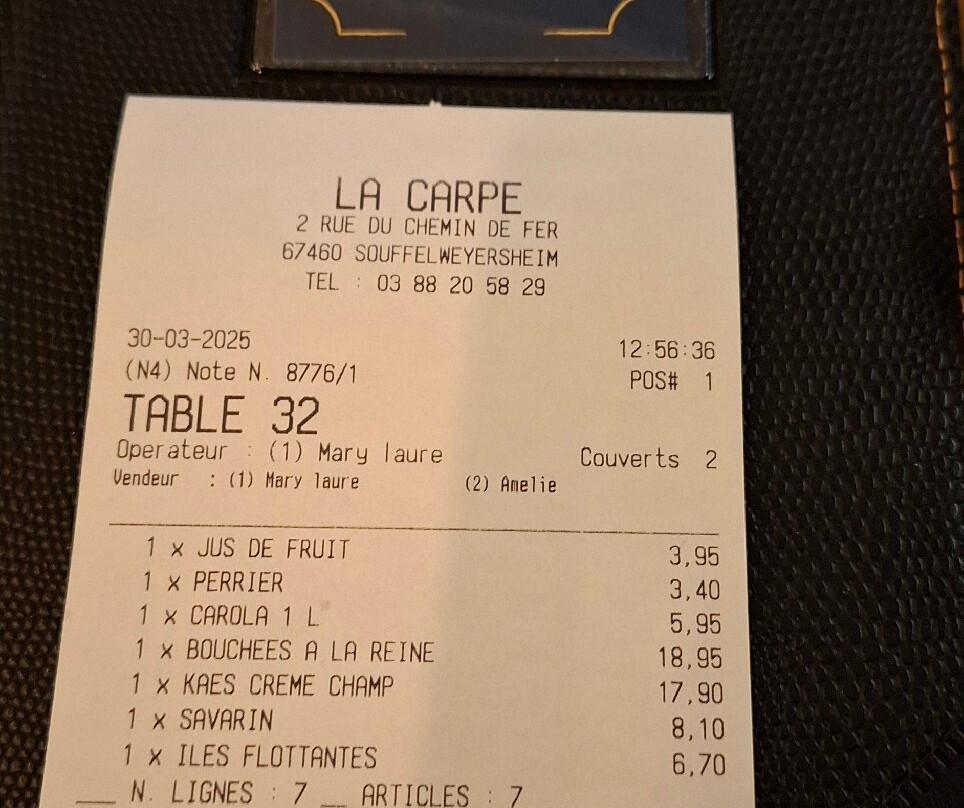 LA CARPE
2 RUE DU CHEMIN DE FER
67460 SOUFFELWEYERSHEIM
TEL : 03 88 20 58 29
30-03-2025 12:56:36
(N4) Note N. 8776/1 POS# 1
TABLE 32
Operateur : (1) Mary laure Couverts 2
Vendeur : (1) Mary laure (2) Amelie
1 x JUS DE FRUIT 3,95
1 x PERRIER 3,40
1 x CAROLA 1 L 5,95
1 x BOUCHEES A LA REINE 18,95
1 x KAES CREME CHAMP 17,90
1 x SAVARIN 8,10
1 x ILES FLOTTANTES 6,70
__ N. LIGNES : 7 __ ARTICLES : 7